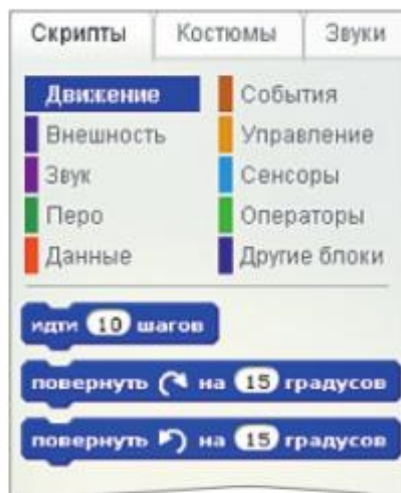 Скрипты Костюмы Звуки
Движение События
Внешность Управление
Звук Сенсоры
Перо Операторы
Данные Другие блоки
идти 10 шагов
повернуть на 15 градусов
повернуть на 15 градусов